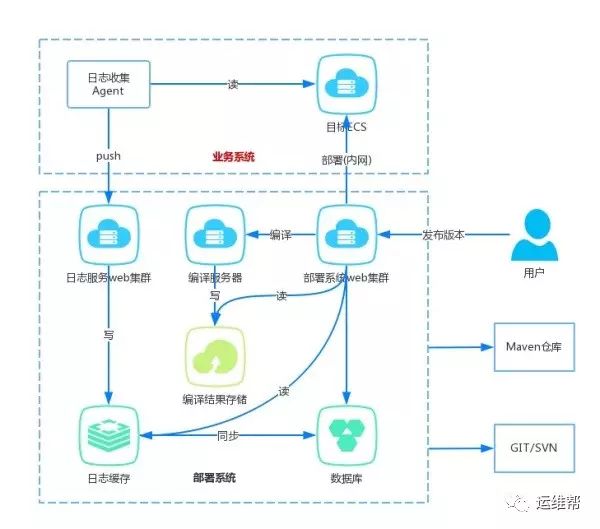 日志收集
Agent
读
目标ECS
push
业务系统
部署(内网)
日志服务web集群
编译服务器
编译
部署系统web集群
发布版本
用户
写
写
读
Maven仓库
编译结果存储
读
日志缓存
同步
数据库
部署系统
GIT/SVN
运维帮